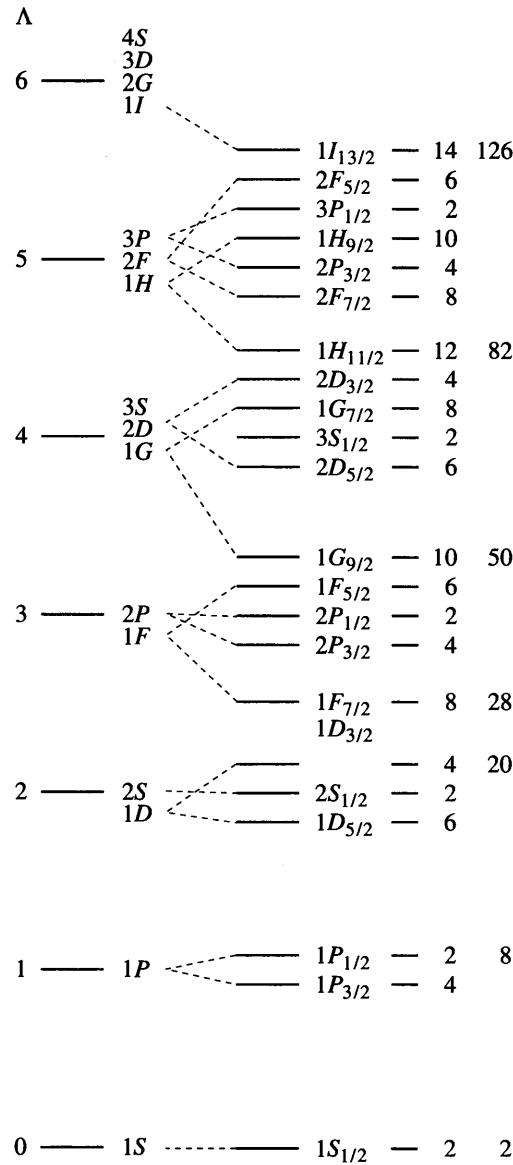 Λ
4S
3D
6 2G
1I
1I13/2 14 126
2F5/2 6
3P1/2 2
3P 1H9/2 10
5 2F 2P3/2 4
1H 2F7/2 8
1H11/2 12 82
2D3/2 4
3S 1G7/2 8
4 2D 3S1/2 2
1G 2D5/2 6
1G9/2 10 50
1F5/2 6
3 2P 2P1/2 2
1F 2P3/2 4
1F7/2 8 28
1D3/2
4 20
2 2S 2S1/2 2
1D 1D5/2 6
1P1/2 2 8
1 1P 1P3/2 4
0 1S 1S1/2 2 2